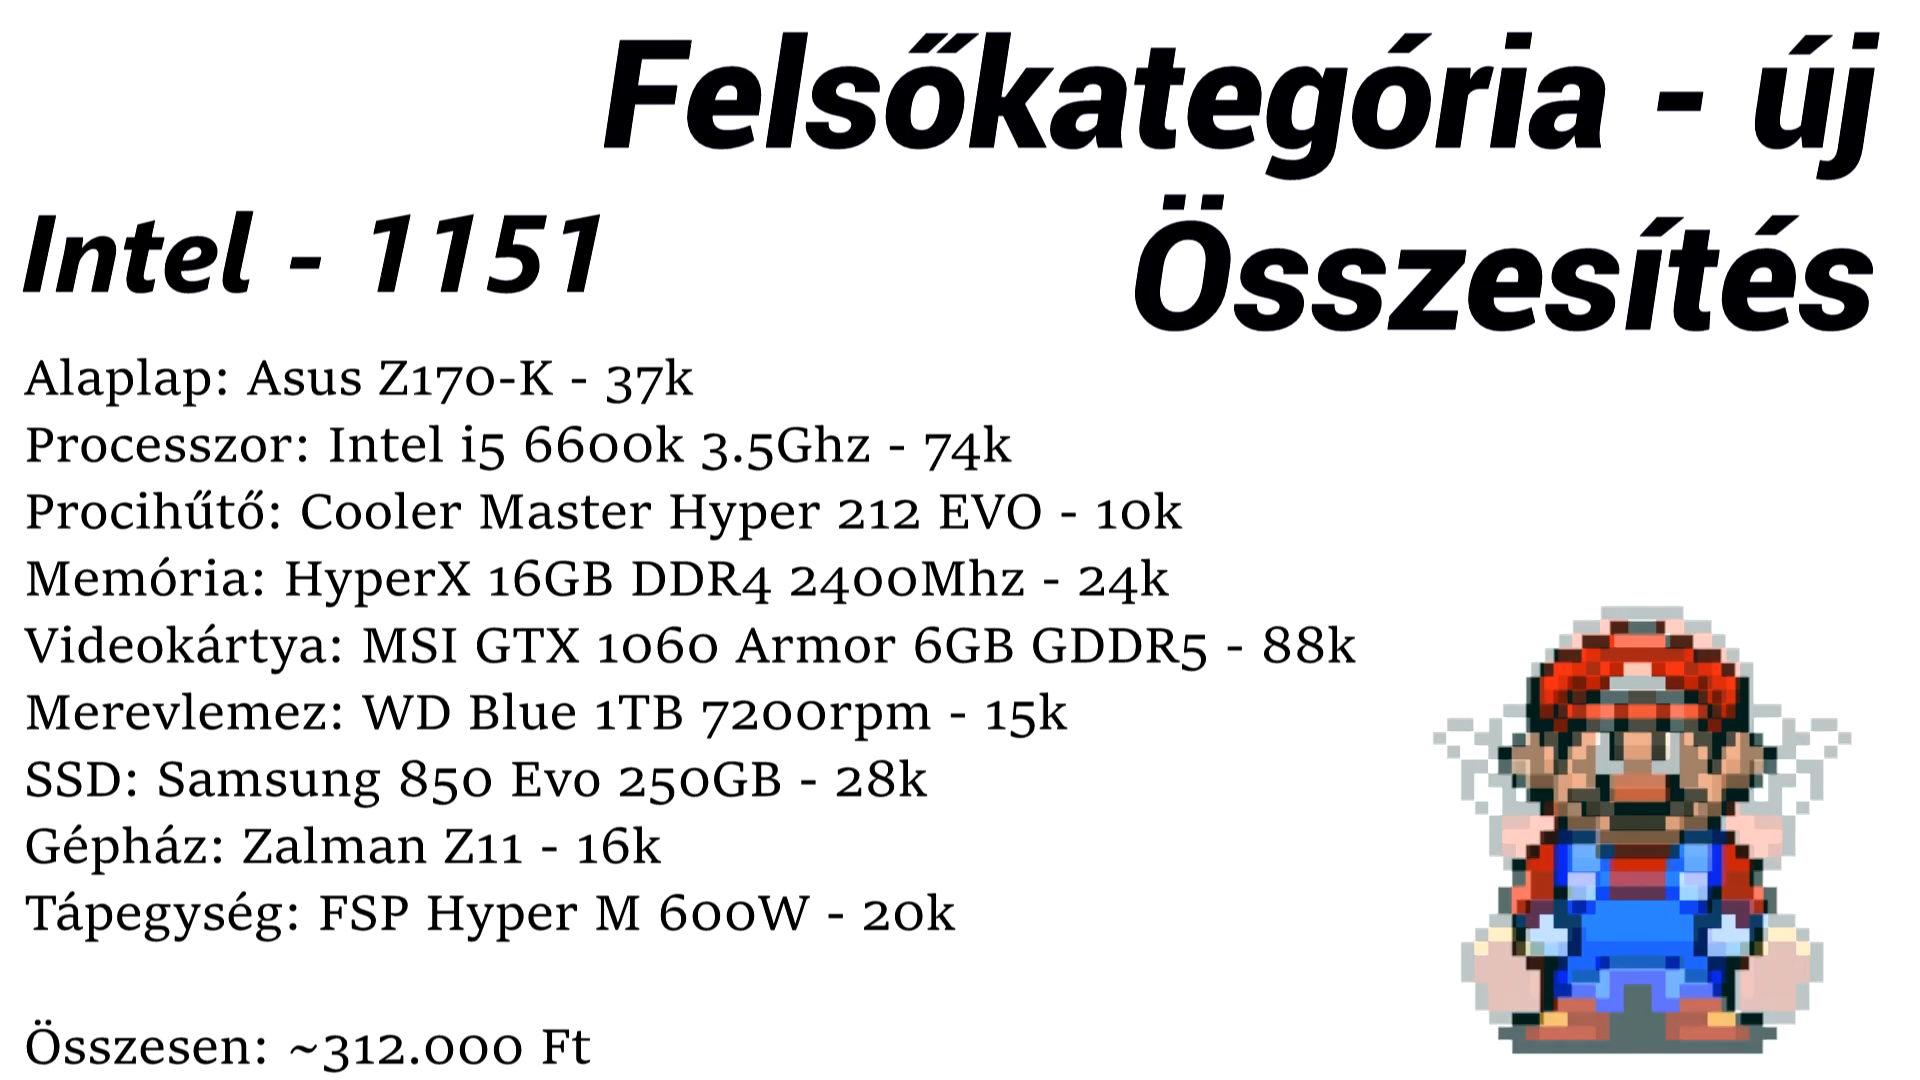 Felsőkategória - új
Összesítés
Intel - 1151
Alaplap: Asus Z170-K - 37k
Processzor: Intel i5 6600k 3.5Ghz - 74k
Procihűtő: Cooler Master Hyper 212 EVO - 10k
Memória: HyperX 16GB DDR4 2400Mhz - 24k
Videokártya: MSI GTX 1060 Armor 6GB GDDR5 - 88k
Merevlemez: WD Blue 1TB 7200rpm - 15k
SSD: Samsung 850 Evo 250GB - 28k
Gépház: Zalman Z11 - 16k
Tápegység: FSP Hyper M 600W - 20k
Összesen: ~312.000 Ft